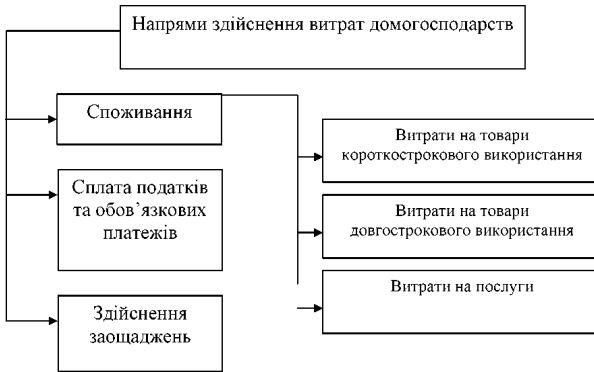 Напрями здійснення витрат домогосподарств
Споживання
Сплата податків
та обов’язкових
платежів
Здійснення
заощаджень
Витрати на товари
короткострокового використання
Витрати на товари
довгострокового використання
Витрати на послуги